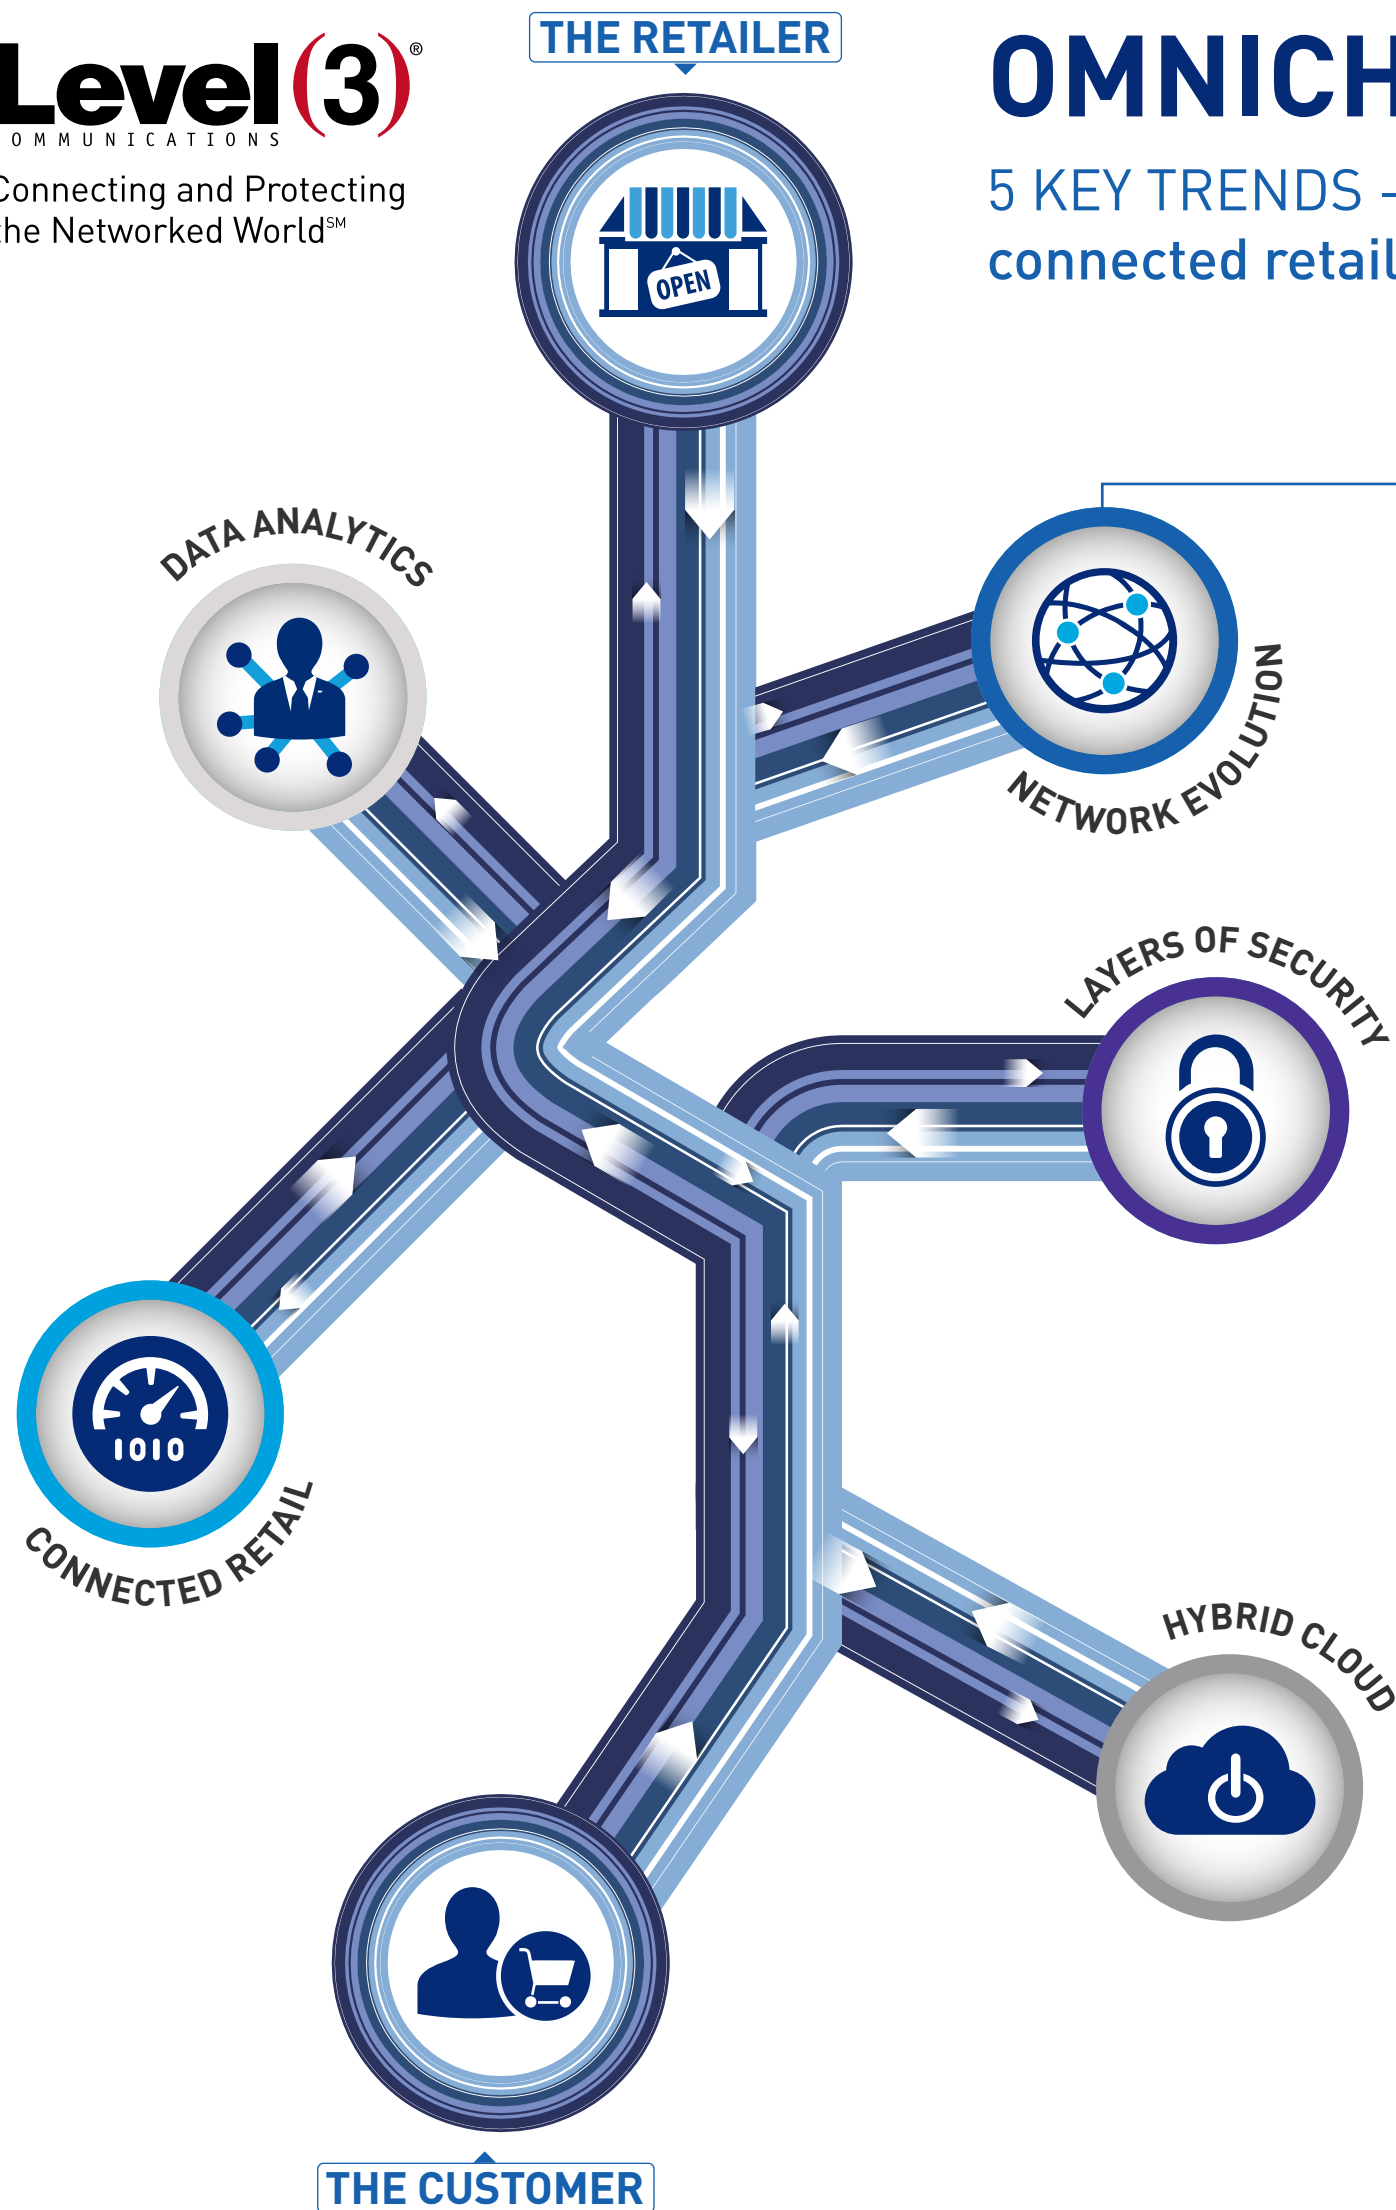 THE RETAILER
Level(3)®
OMMUNICATIONS
Connecting and Protecting
the Networked World℠
OMNICH
5 KEY TRENDS -
connected retail
OPEN
DATA ANALYTICS
NETWORK EVOLUTION
LAYERS OF SECURITY
1010
CONNECTED RETAIL
HYBRID CLOUD
THE CUSTOMER